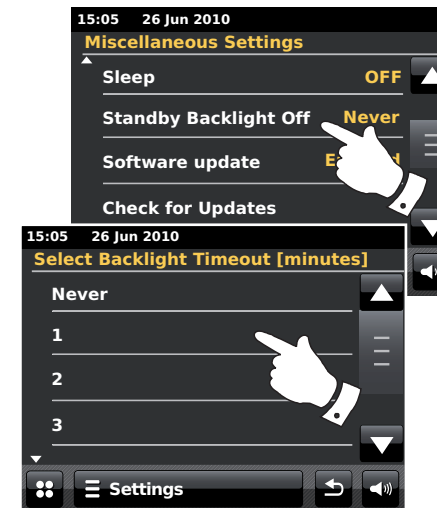 15:05 26 Jun 2010
Miscellaneous Settings
Sleep OFF
Standby Backlight Off Never
Software update
Check for Updates
15:05 26 Jun 2010
Select Backlight Timeout [minutes]
Never
1
2
3
Settings